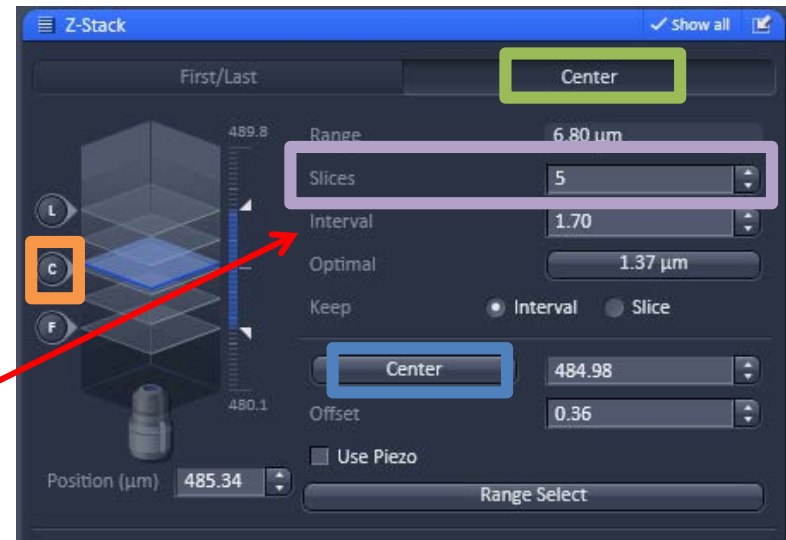 Z-Stack Show all
First/Last Center
489.8 Range 6.80 µm
Slices 5
L Interval 1.70
C Optimal 1.37 µm
Keep Interval Slice
F
Center 484.98
480.1 Offset 0.36
Use Piezo
Position (µm) 485.34
Range Select